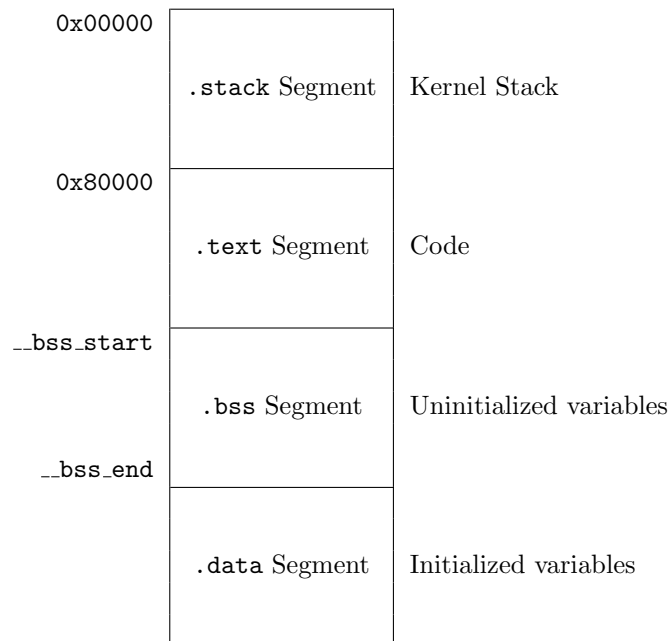 0x00000
.stack Segment Kernel Stack
0x80000
.text Segment Code
__bss_start
.bss Segment Uninitialized variables
__bss_end
.data Segment Initialized variables